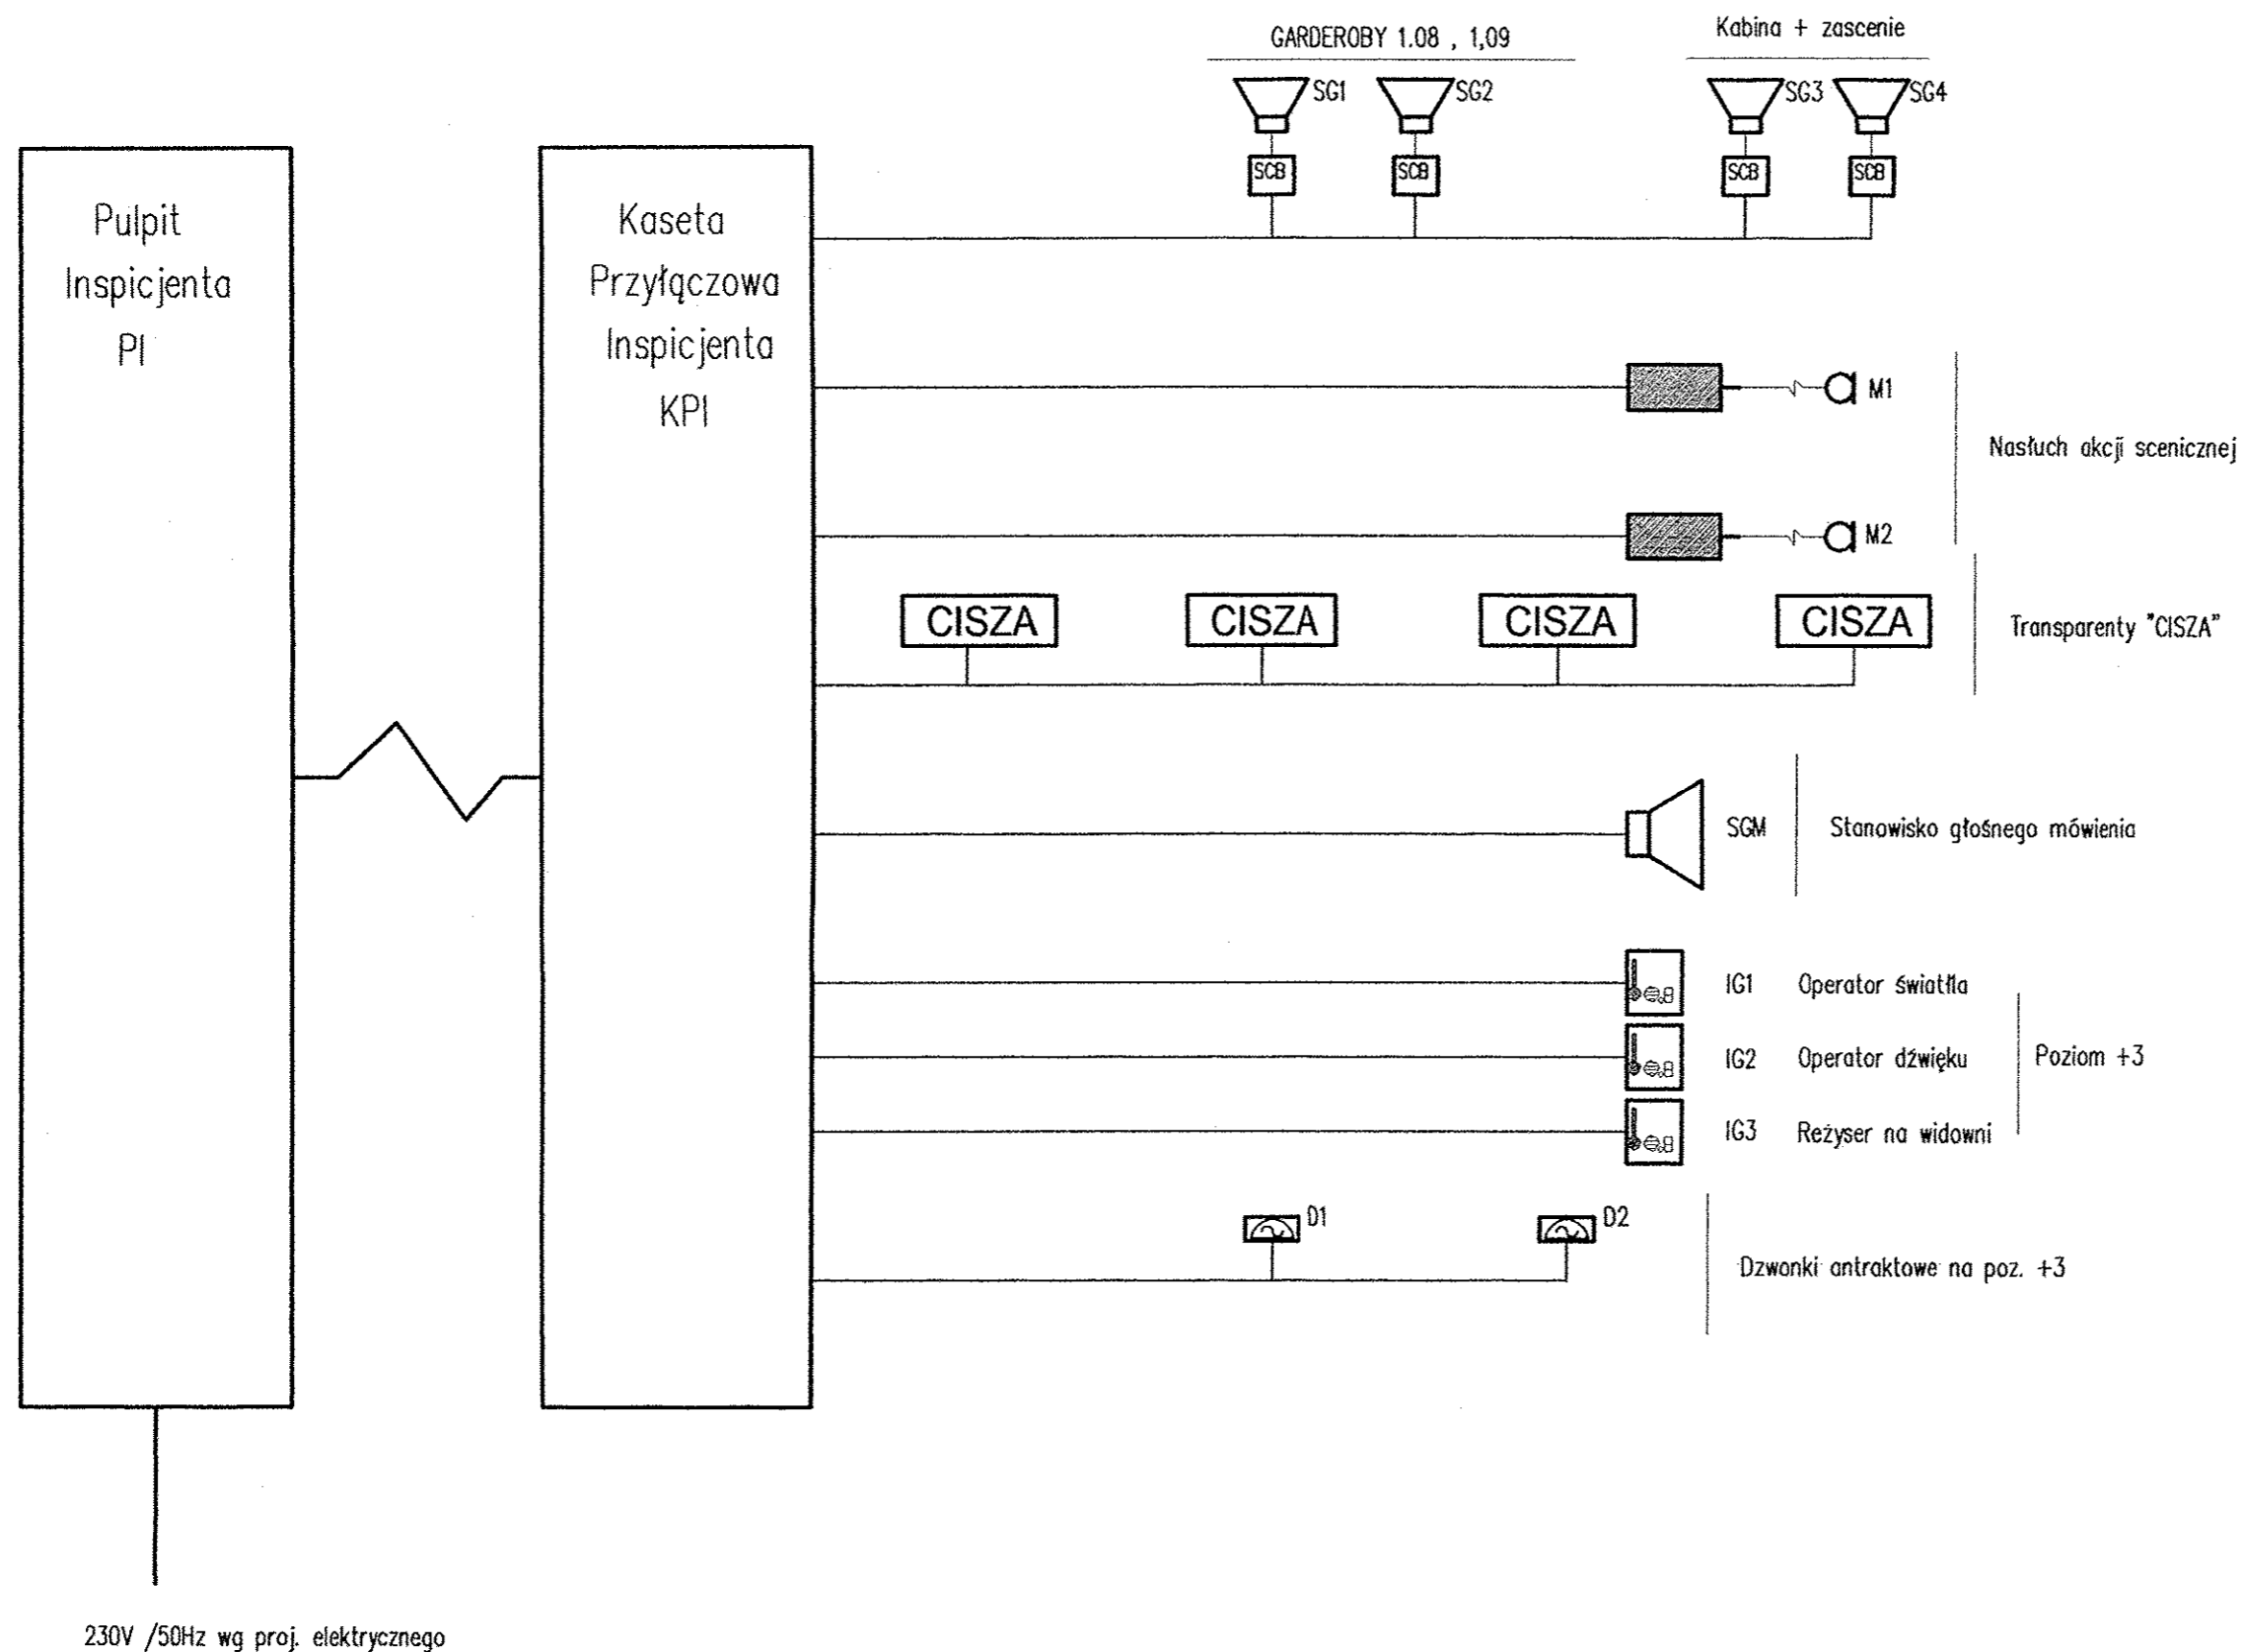 GARDEROBY 1.08 , 1,09
Kabina + zascenie
SG1
SG2
SG3
SG4
SCB
SCB
SCB
SCB
Pulpit
Inspicjenta
PI
Kaseta
Przyłączowa
Inspicjenta
KPI
M1
Nasłuch akcji scenicznej
M2
CISZA
CISZA
CISZA
CISZA
Transparenty "CISZA"
SGM
Stanowisko głośnego mówienia
IG1 Operator światłla
IG2 Operator dźwięku
Poziom +3
IG3 Reżyser na widowni
D1
D2
Dzwonki antraktowe na poz. +3
230V /50Hz wg proj. elektrycznego